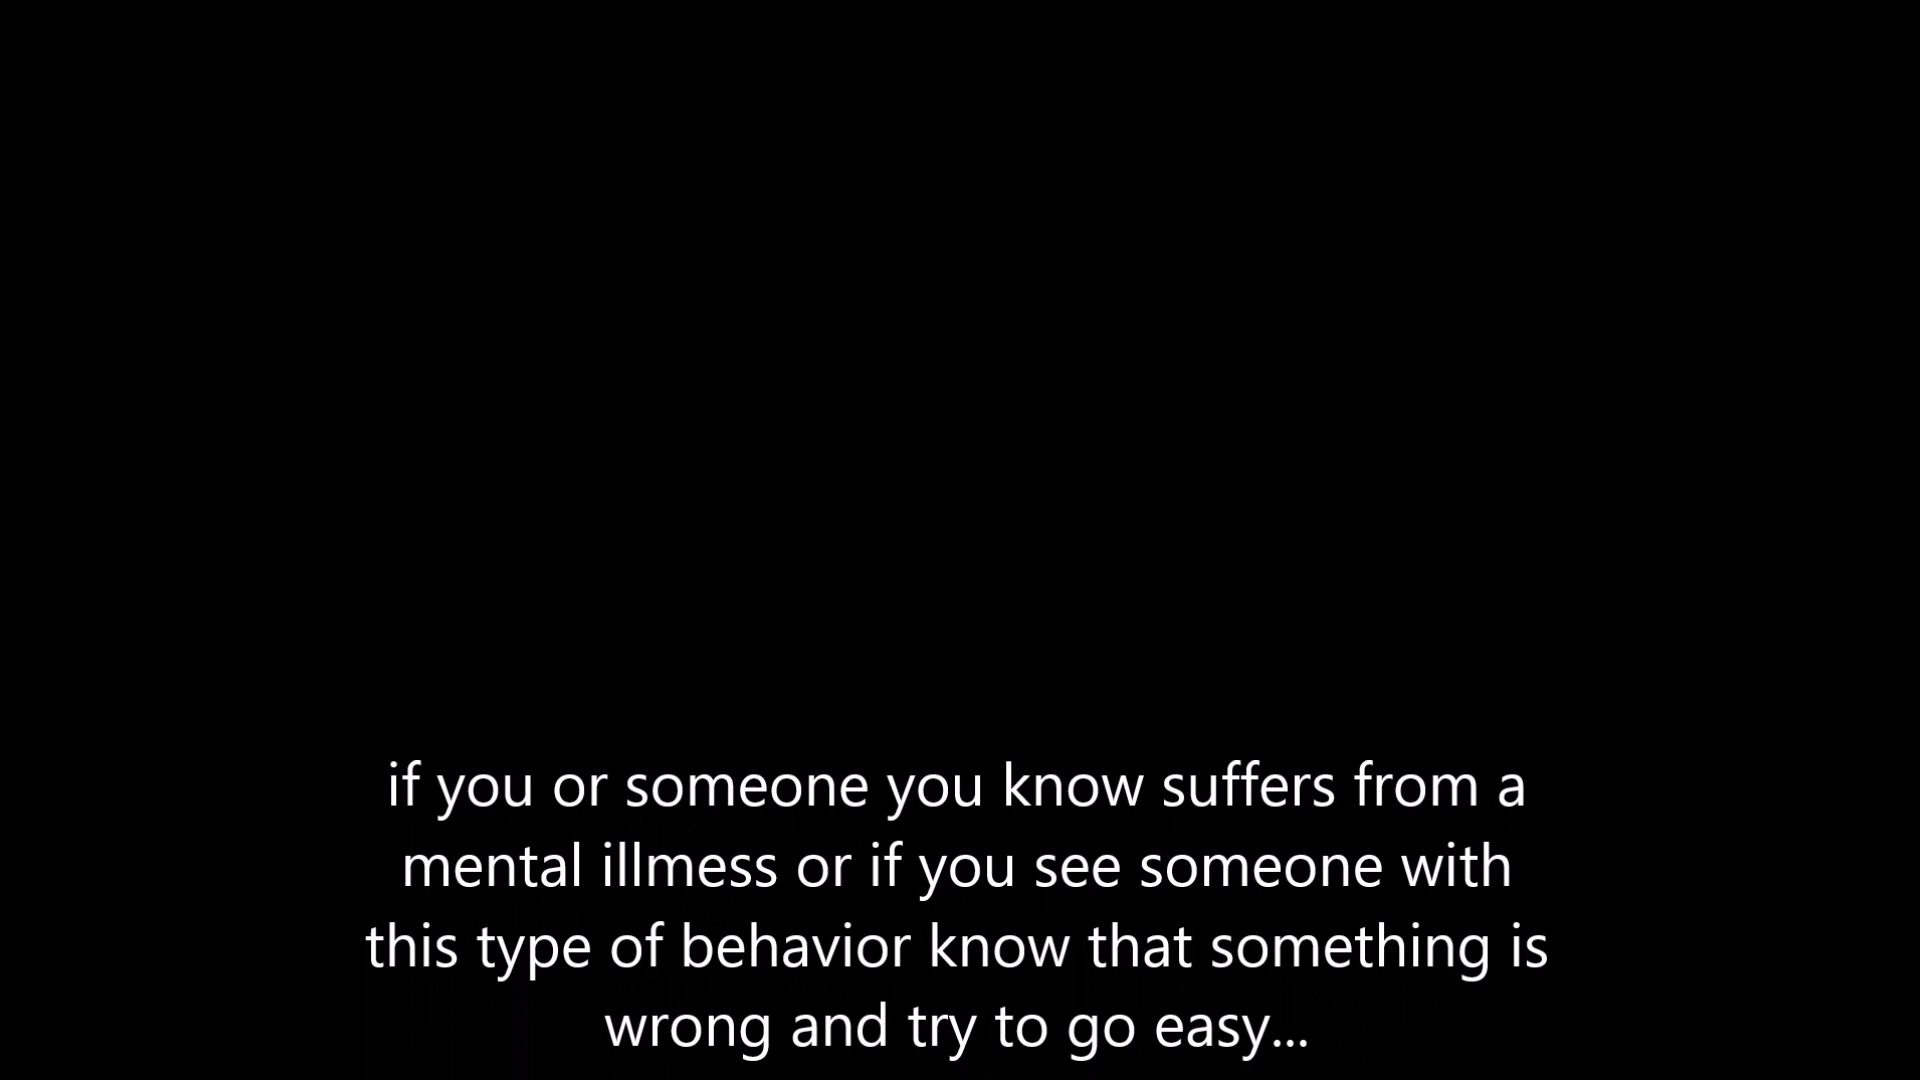 if you or someone you know suffers from a
mental illmess or if you see someone with
this type of behavior know that something is
wrong and try to go easy...